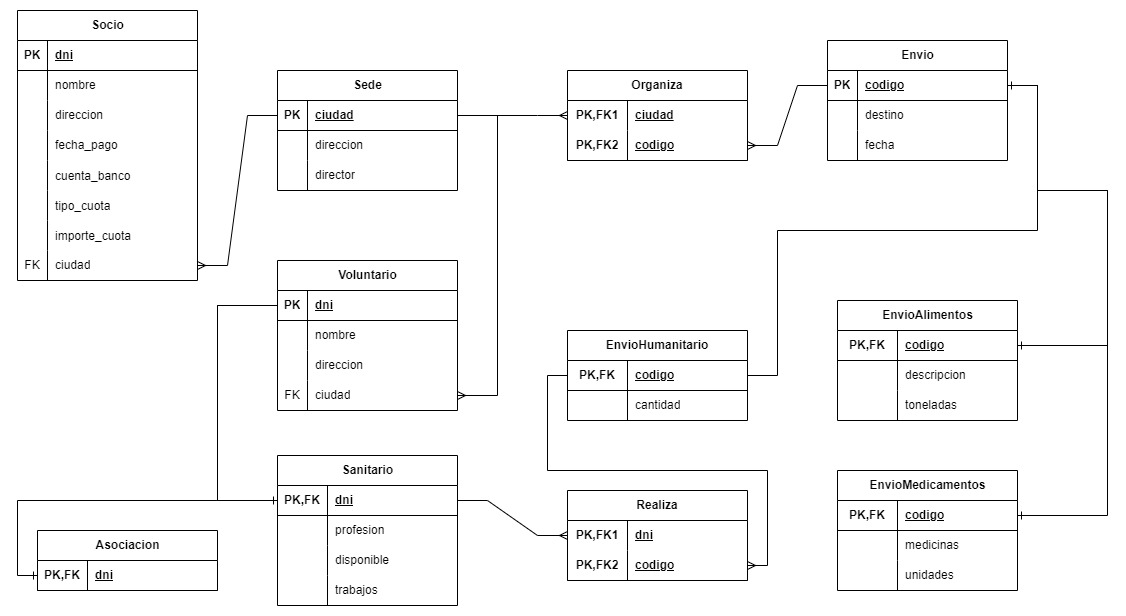 Socio
PK dni
nombre
direccion
fecha_pago
cuenta_banco
tipo_cuota
importe_cuota
FK ciudad
Sede
PK ciudad
direccion
director
Organiza
PK,FK1 ciudad
PK,FK2 codigo
Envio
PK codigo
destino
fecha
Voluntario
PK dni
nombre
direccion
FK ciudad
EnvioHumanitario
PK,FK codigo
cantidad
EnvioAlimentos
PK,FK codigo
descripcion
toneladas
Asociacion
PK,FK dni
Sanitario
PK,FK dni
profesion
disponible
trabajos
Realiza
PK,FK1 dni
PK,FK2 codigo
EnvioMedicamentos
PK,FK codigo
medicinas
unidades